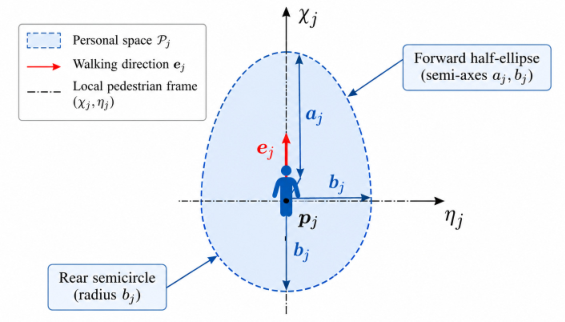 χⱼ
Personal space 𝒫ⱼ
Walking direction eⱼ
Local pedestrian frame
(χⱼ, ηⱼ)
Forward half-ellipse
(semi-axes aⱼ, bⱼ)
aⱼ
eⱼ
bⱼ
pⱼ
ηⱼ
bⱼ
Rear semicircle
(radius bⱼ)